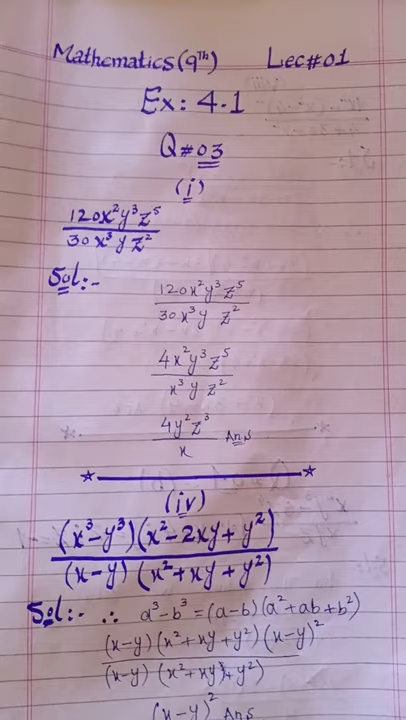 Mathematics (9Th) Lec#01
Ex: 4.1
Q#03
(i)
120x²y³z⁵
30x³yz²
Sol:-
120x²y³z⁵
30x³y z²
4x²y³z⁵
x³yz²
4y²z³
x Ans
(iv)
(x³-y³)(x²-2xy+y²)
(x-y) (x²+xy+y²)
Sol:- ∴ a³-b³=(a-b)(a²+ab+b²)
(x-y)(x²+xy+y²)(x-y)²
(x-y) (x²+xy+y²)
(x-y)² Ans